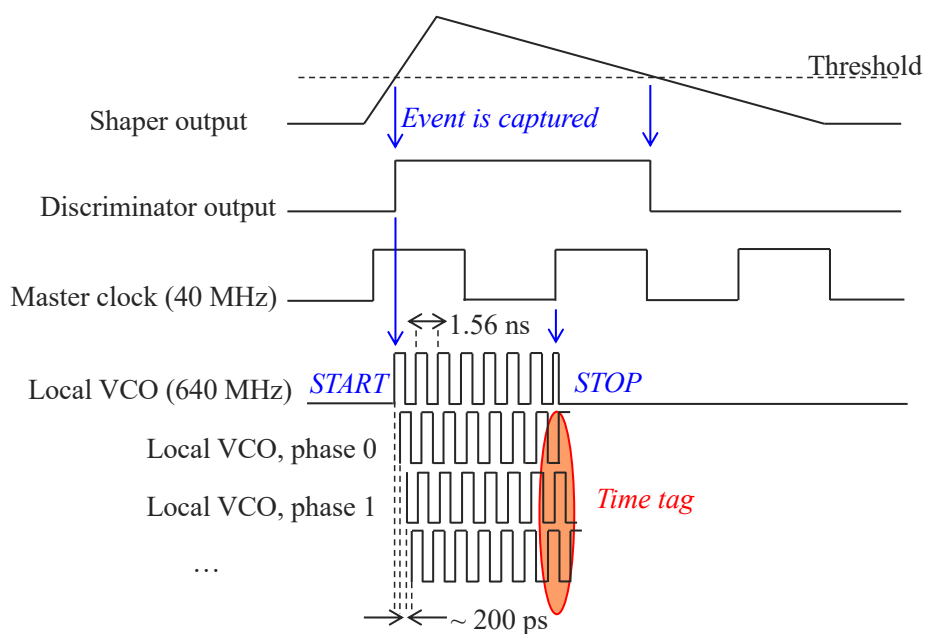 Threshold
Shaper output
Event is captured
Discriminator output
Master clock (40 MHz)
1.56 ns
Local VCO (640 MHz)
START
STOP
Local VCO, phase 0
Local VCO, phase 1
Time tag
…
~ 200 ps